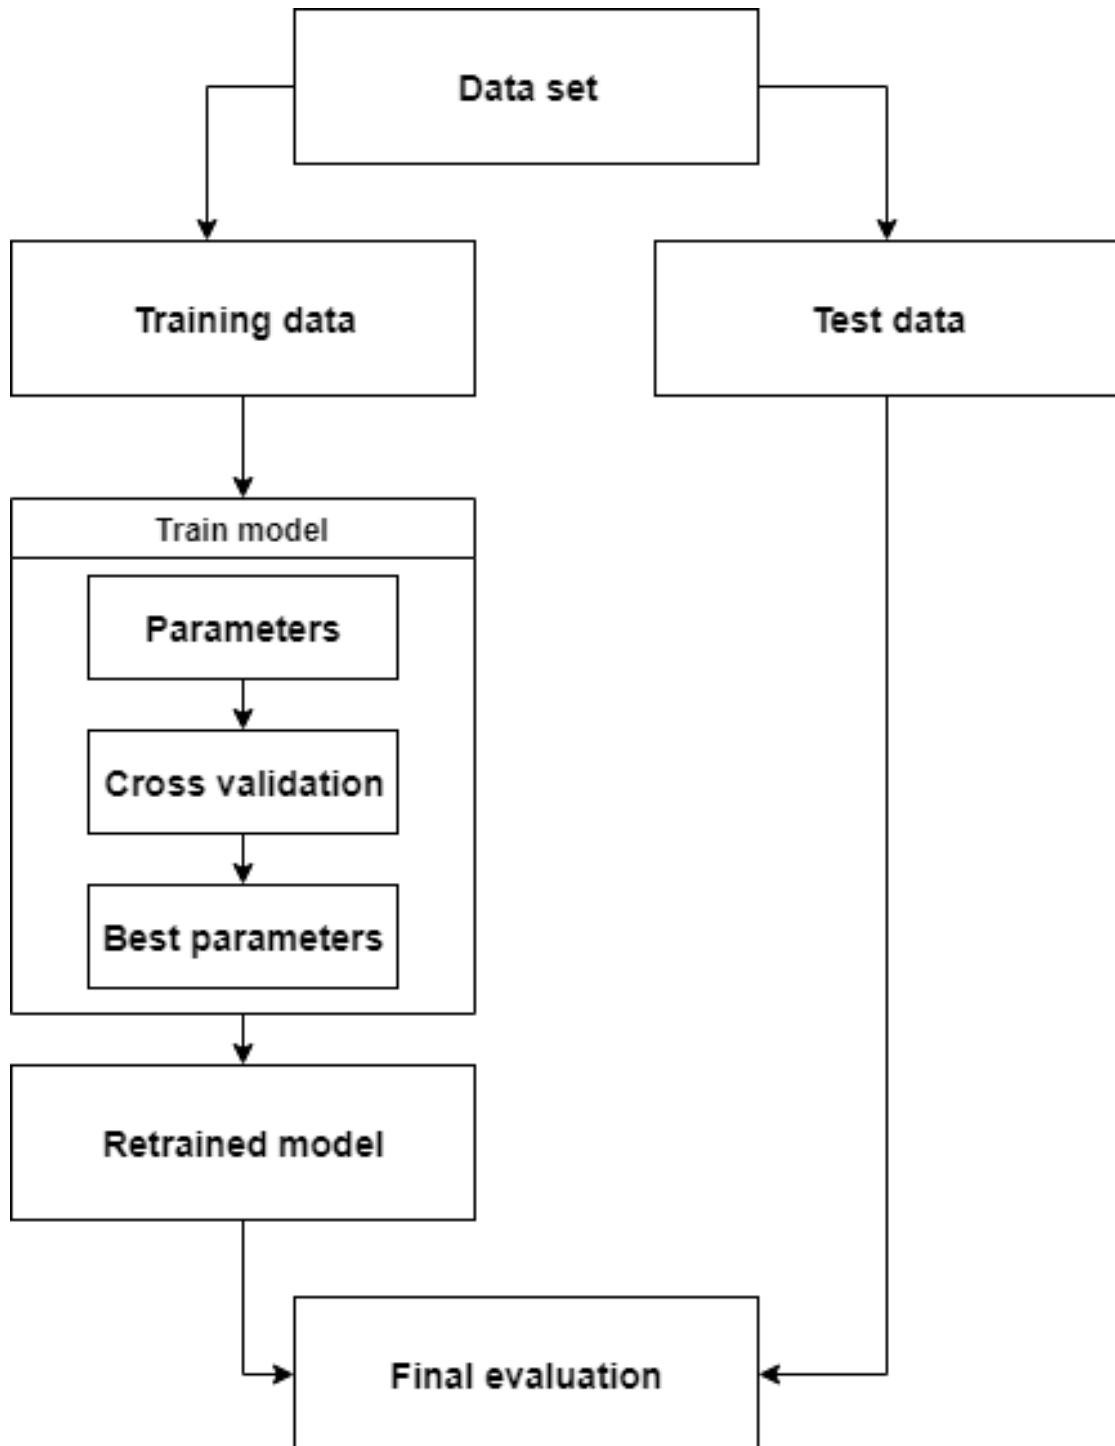 Data set
Training data
Test data
Train model
Parameters
Cross validation
Best parameters
Retrained model
Final evaluation